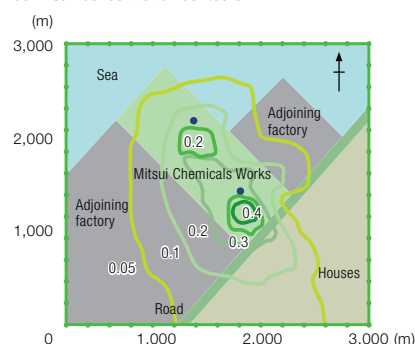 (m)
3,000
Sea
Adjoining
factory
2,000
0.2
Mitsui Chemicals Works
Adjoining
factory
0.4
1,000
0.2
0.3
0.1
0.05
Houses
Road
0
1,000
2,000
3,000 (m)